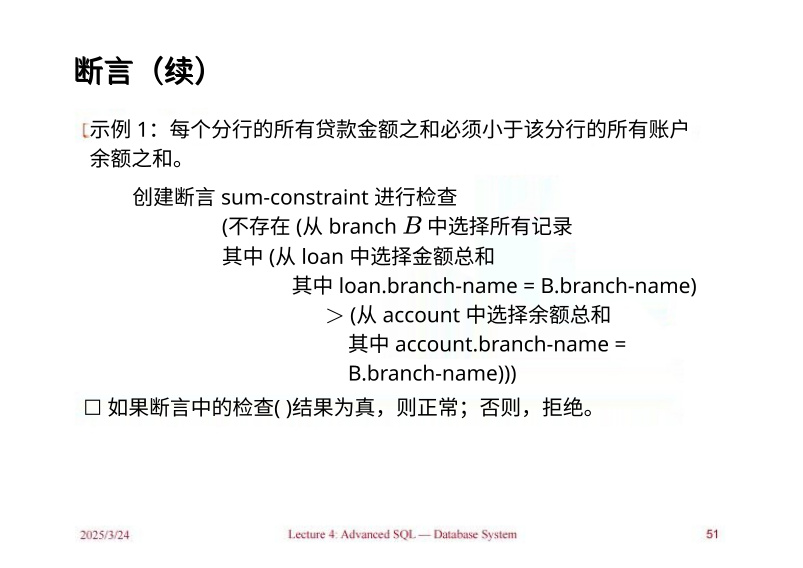 断言（续）
示例 1：每个分行的所有贷款金额之和必须小于该分行的所有账户
余额之和。
创建断言 sum-constraint 进行检查
(不存在 (从 branch B 中选择所有记录
其中 (从 loan 中选择金额总和
其中 loan.branch-name = B.branch-name)
> (从 account 中选择余额总和
其中 account.branch-name =
B.branch-name)))
☐ 如果断言中的检查( )结果为真，则正常；否则，拒绝。
2025/3/24
Lecture 4: Advanced SQL — Database System
51